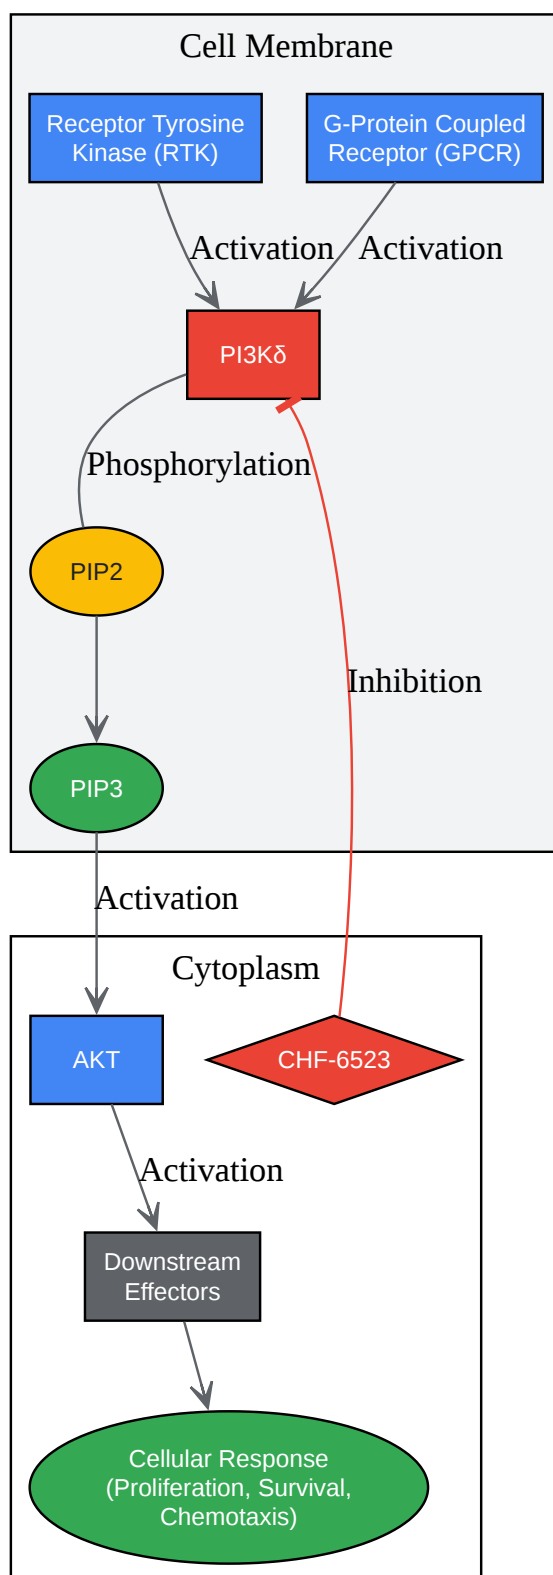 Cell Membrane
Receptor Tyrosine
Kinase (RTK)
G-Protein Coupled
Receptor (GPCR)
Activation
Activation
PI3Kδ
Phosphorylation
PIP2
Inhibition
PIP3
Activation
Cytoplasm
AKT
CHF-6523
Activation
Downstream
Effectors
Cellular Response
(Proliferation, Survival,
Chemotaxis)